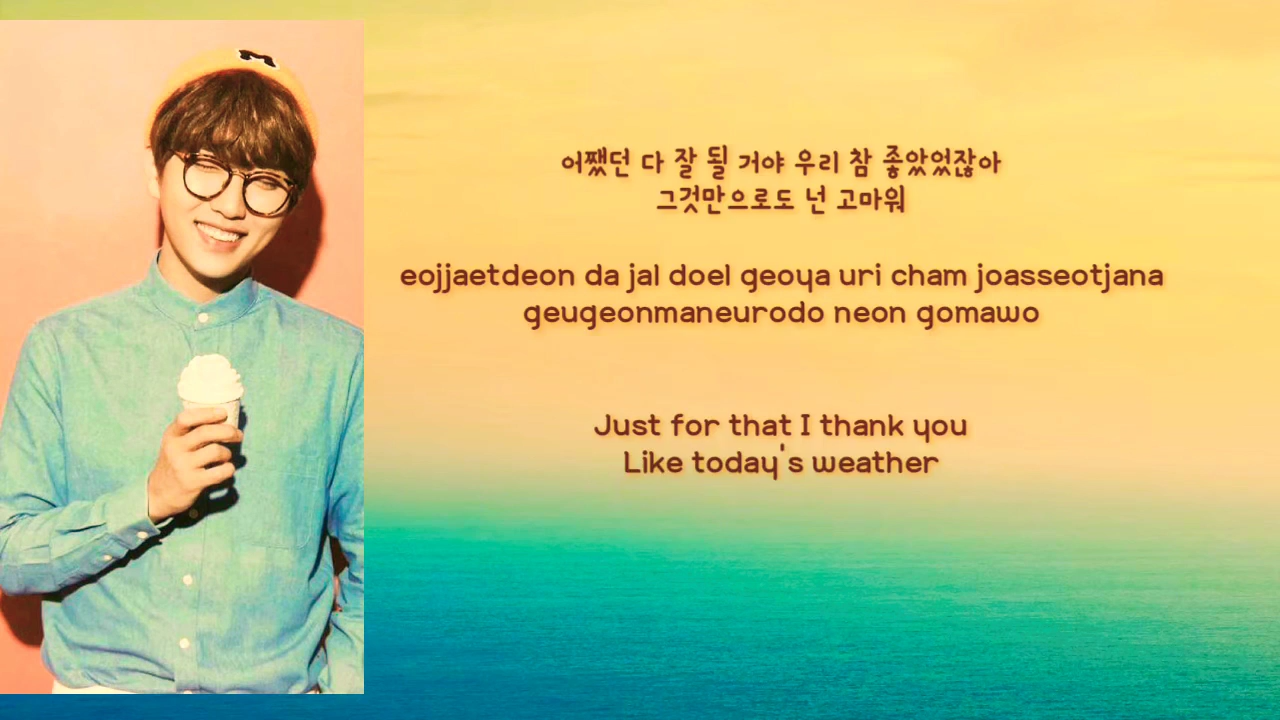 어쨌던 다 잘 될 거야 우리 참 좋았었잖아
그것만으로도 넌 고마워
eojjaetdeon da jal doel geoya uri cham joasseotjana
geugeonmaneurodo neon gomawo
Just for that I thank you
Like today's weather